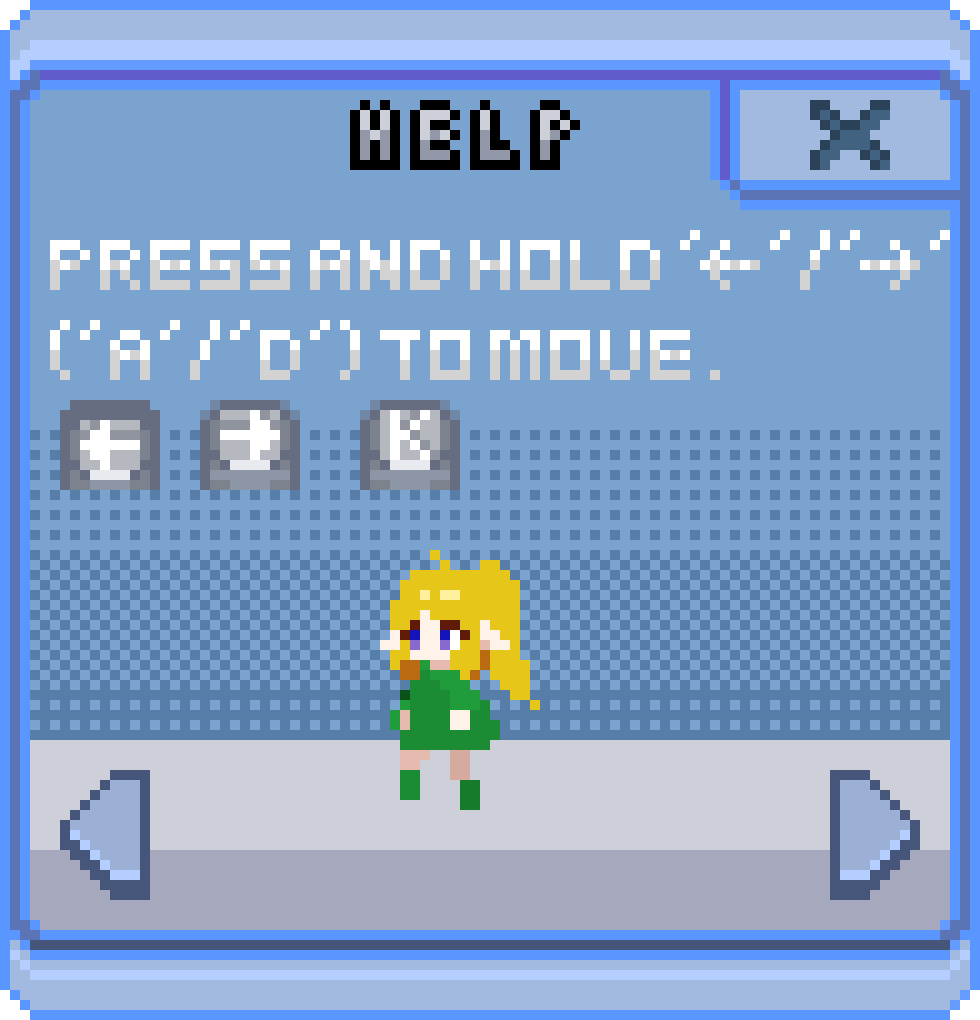 HELP
PRESS AND HOLD '←'/'→'
('A'/'D') TO MOVE.
← → K